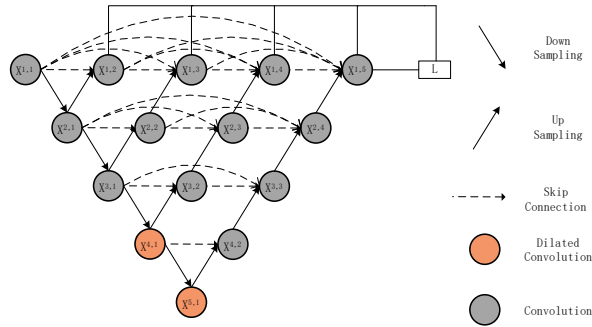 X1,1 X1,2 X1,3 X1,4 X1,5 L
X2,1 X2,2 X2,3 X2,4
X3,1 X3,2 X3,3
X4,1 X4,2
X5,1
Down
Sampling
Up
Sampling
Skip
Connection
Dilated
Convolution
Convolution